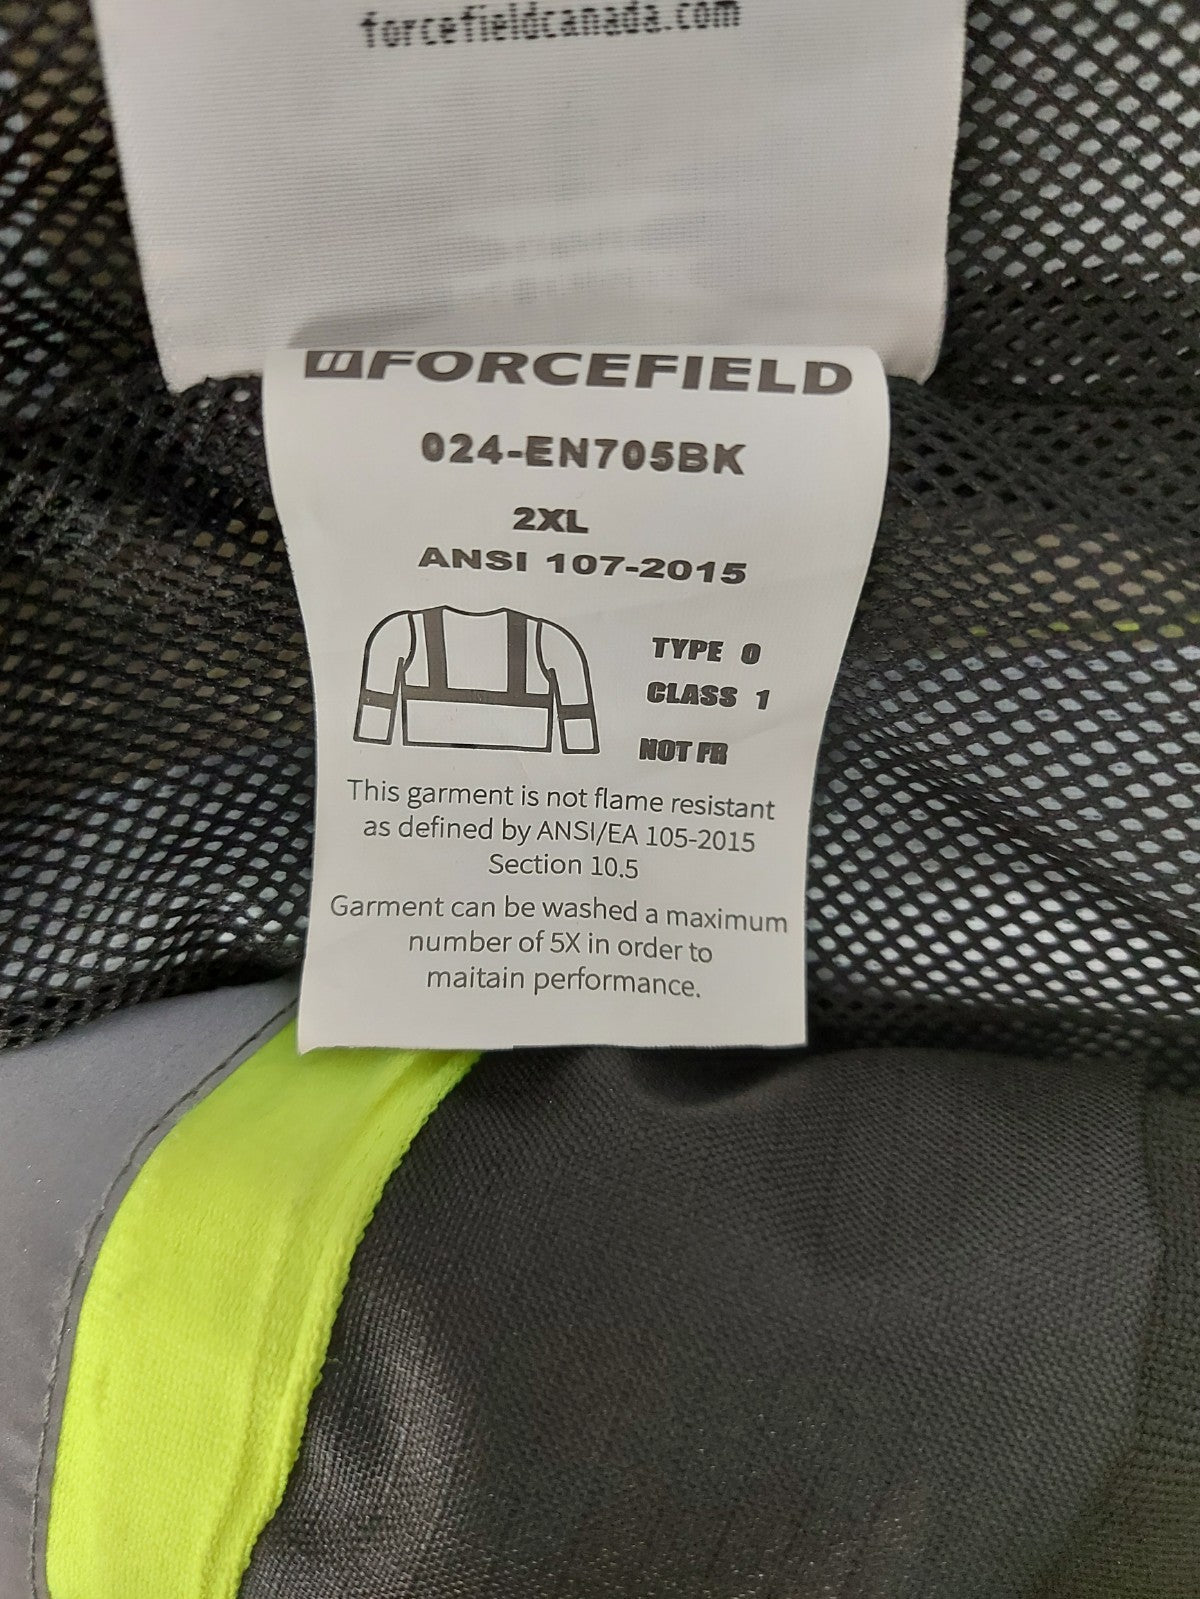 forcefieldcanada.com
FORCEFIELD
024-EN705BK
2XL
ANSI 107-2015
TYPE 0
CLASS 1
NOT FR
This garment is not flame resistant
as defined by ANSI/EA 105-2015
Section 10.5
Garment can be washed a maximum
number of 5X in order to
maitain performance.